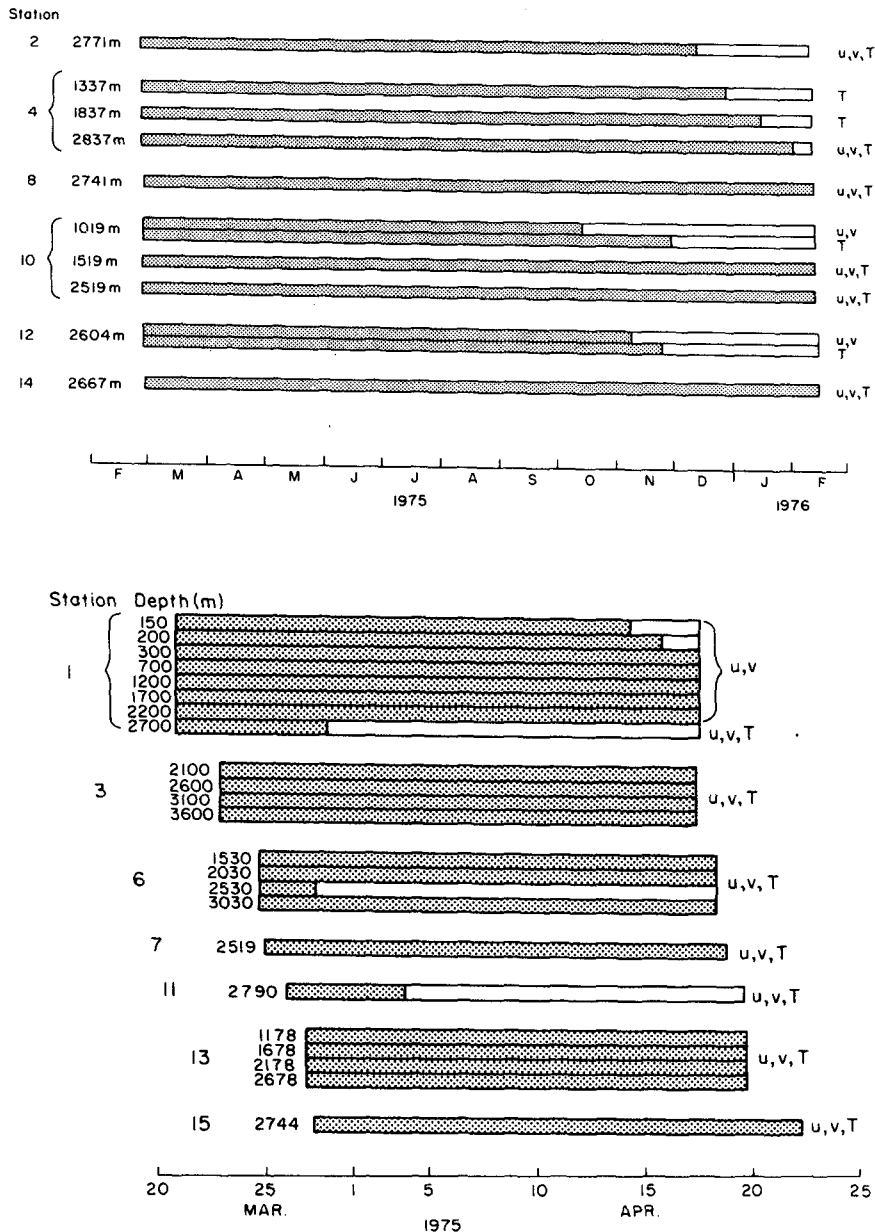 Station
2 2771m u,v,T
1337m T
4 1837m T
2837m u,v,T
8 2741m u,v,T
1019m u,v
T
10 1519m u,v,T
2519m u,v,T
12 2604m u,v
T
14 2667m u,v,T
F M A M J J A S O N D J F
1975 1976
Station Depth(m)
150
200
300
700
1 u,v
1200
1700
2200
2700 u,v,T
2100
2600
3 u,v,T
3100
3600
1530
2030
6 u,v,T
2530
3030
7 2519 u,v,T
11 2790 u,v,T
1178
1678
13 u,v,T
2178
2678
15 2744 u,v,T
20 25 1 5 10 15 20 25
MAR. APR.
1975